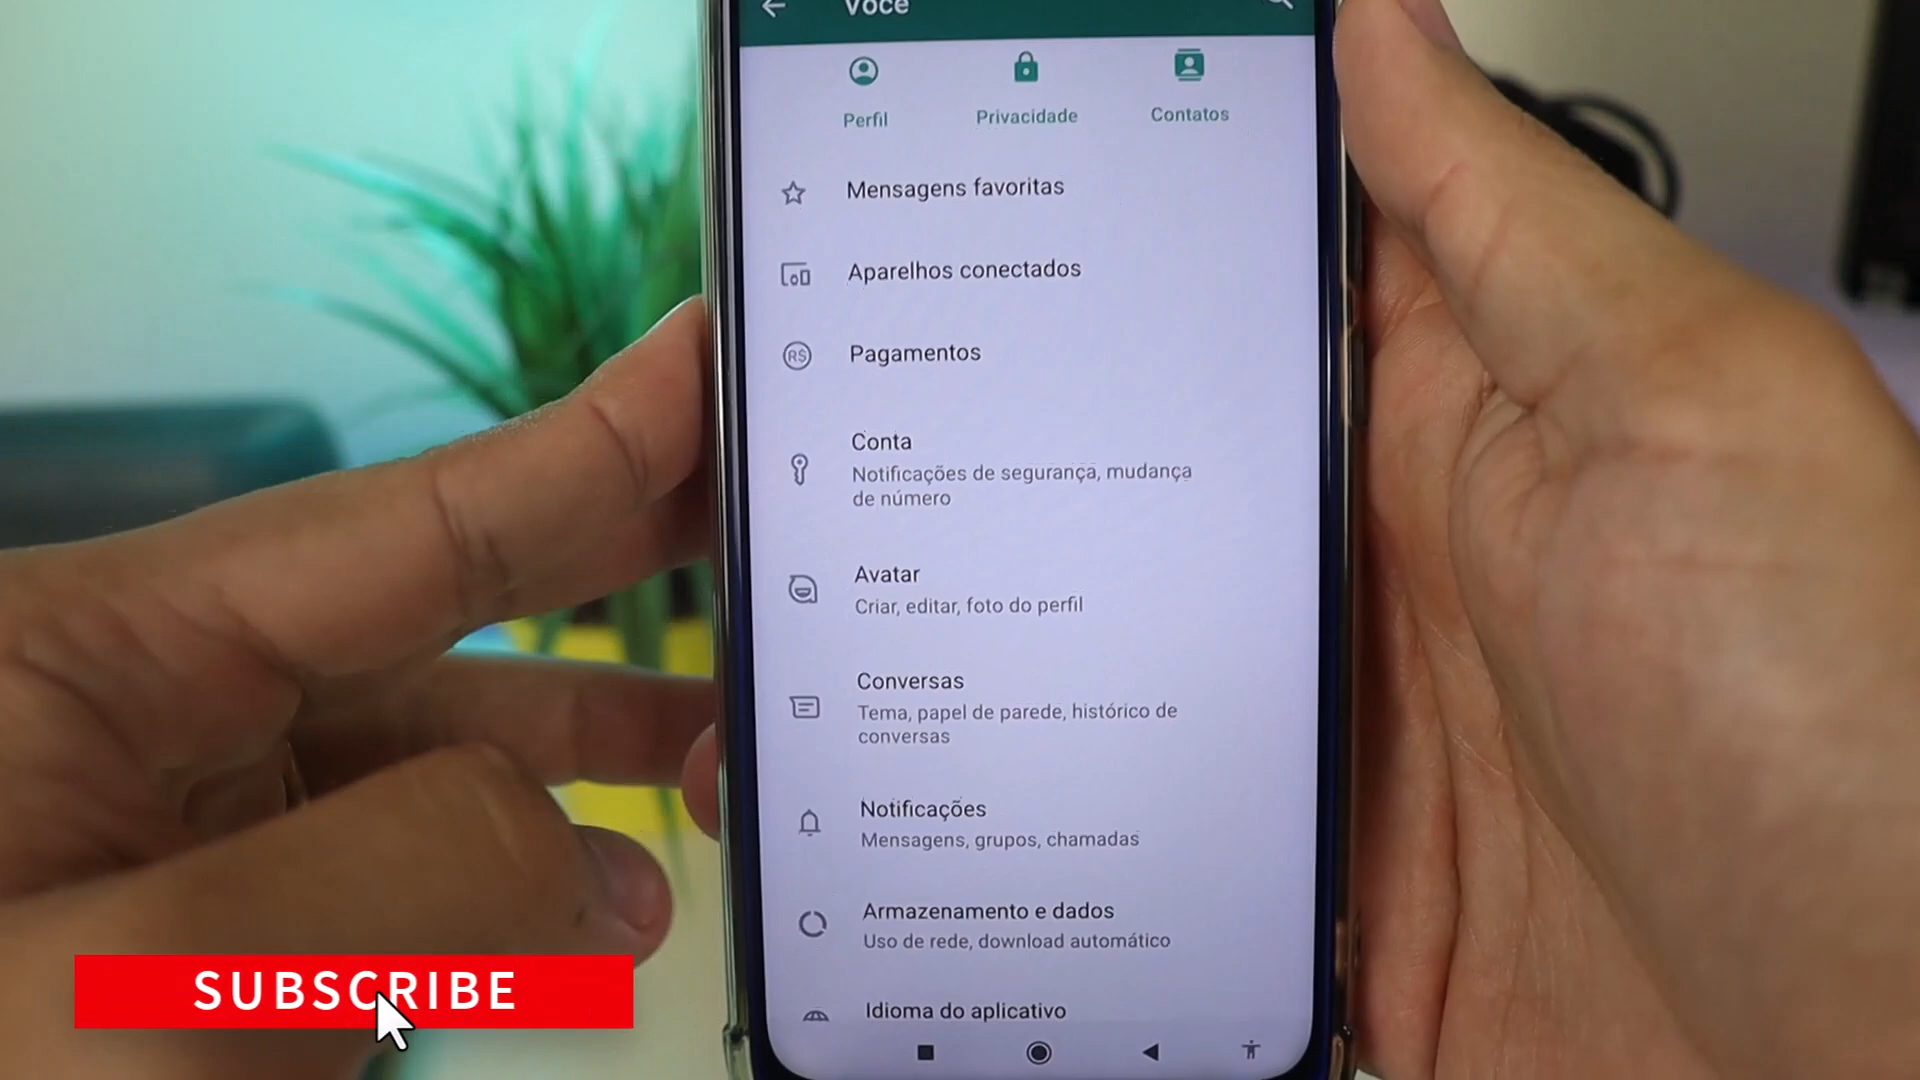 Você
Perfil
Privacidade
Contatos
Mensagens favoritas
Aparelhos conectados
R$
Pagamentos
Conta
Notificações de segurança, mudança
de número
Avatar
Criar, editar, foto do perfil
Conversas
Tema, papel de parede, histórico de
conversas
Notificações
Mensagens, grupos, chamadas
Armazenamento e dados
Uso de rede, download automático
Idioma do aplicativo
SUBSCRIBE